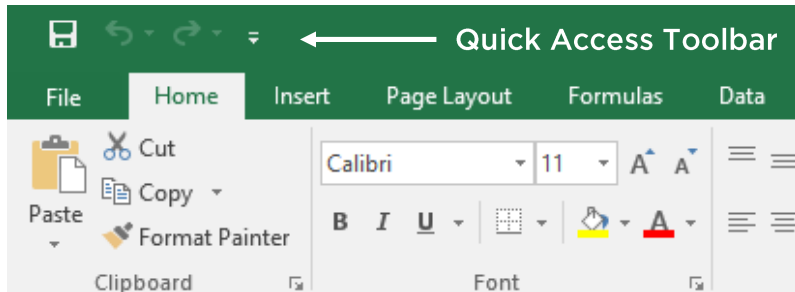 Quick Access Toolbar
File Home Insert Page Layout Formulas Data
Cut
Copy
Paste
Format Painter
Clipboard
Calibri 11 A A
B I U A
Font